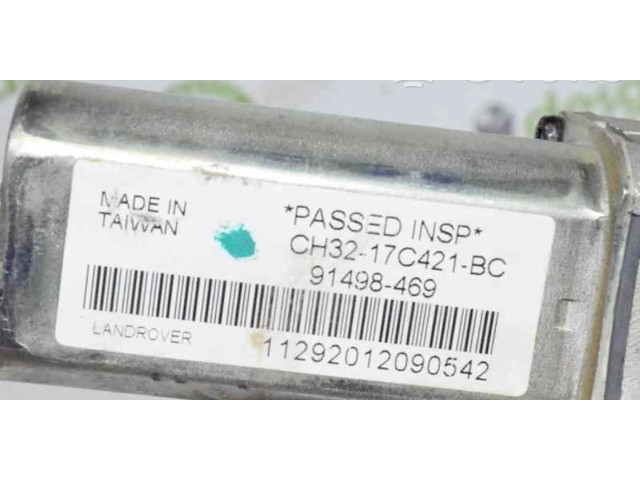 MADE IN
TAIWAN
*PASSED INSP*
CH32-17C421-BC
91498-469
LANDROVER
11292012090542